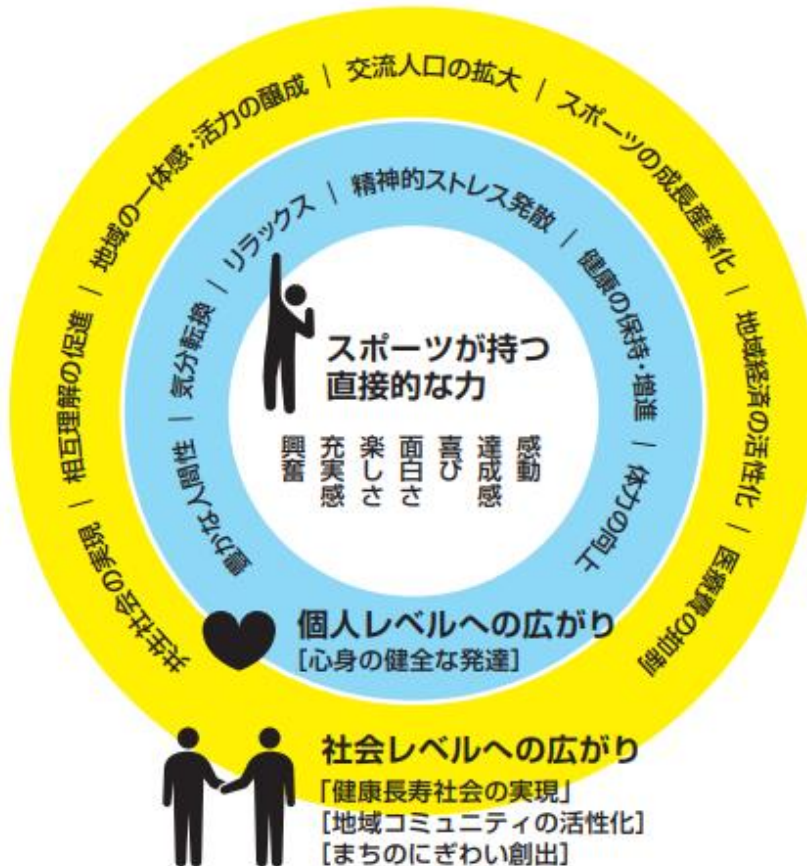 共生社会の実現 | 相互理解の促進 | 地域の一体感・活力の醸成 | 交流人口の拡大 | スポーツの成長産業化 | 地域経済の活性化 | 医療費の抑制
豊かな人間性 | 気分転換 | リラックス | 精神的ストレス発散 | 健康の保持・増進 | 体力の向上
スポーツが持つ
直接的な力
感動
達成感
喜び
面白さ
楽しさ
充実感
興奮
個人レベルへの広がり
[心身の健全な発達]
社会レベルへの広がり
「健康長寿社会の実現」
[地域コミュニティの活性化]
[まちのにぎわい創出]